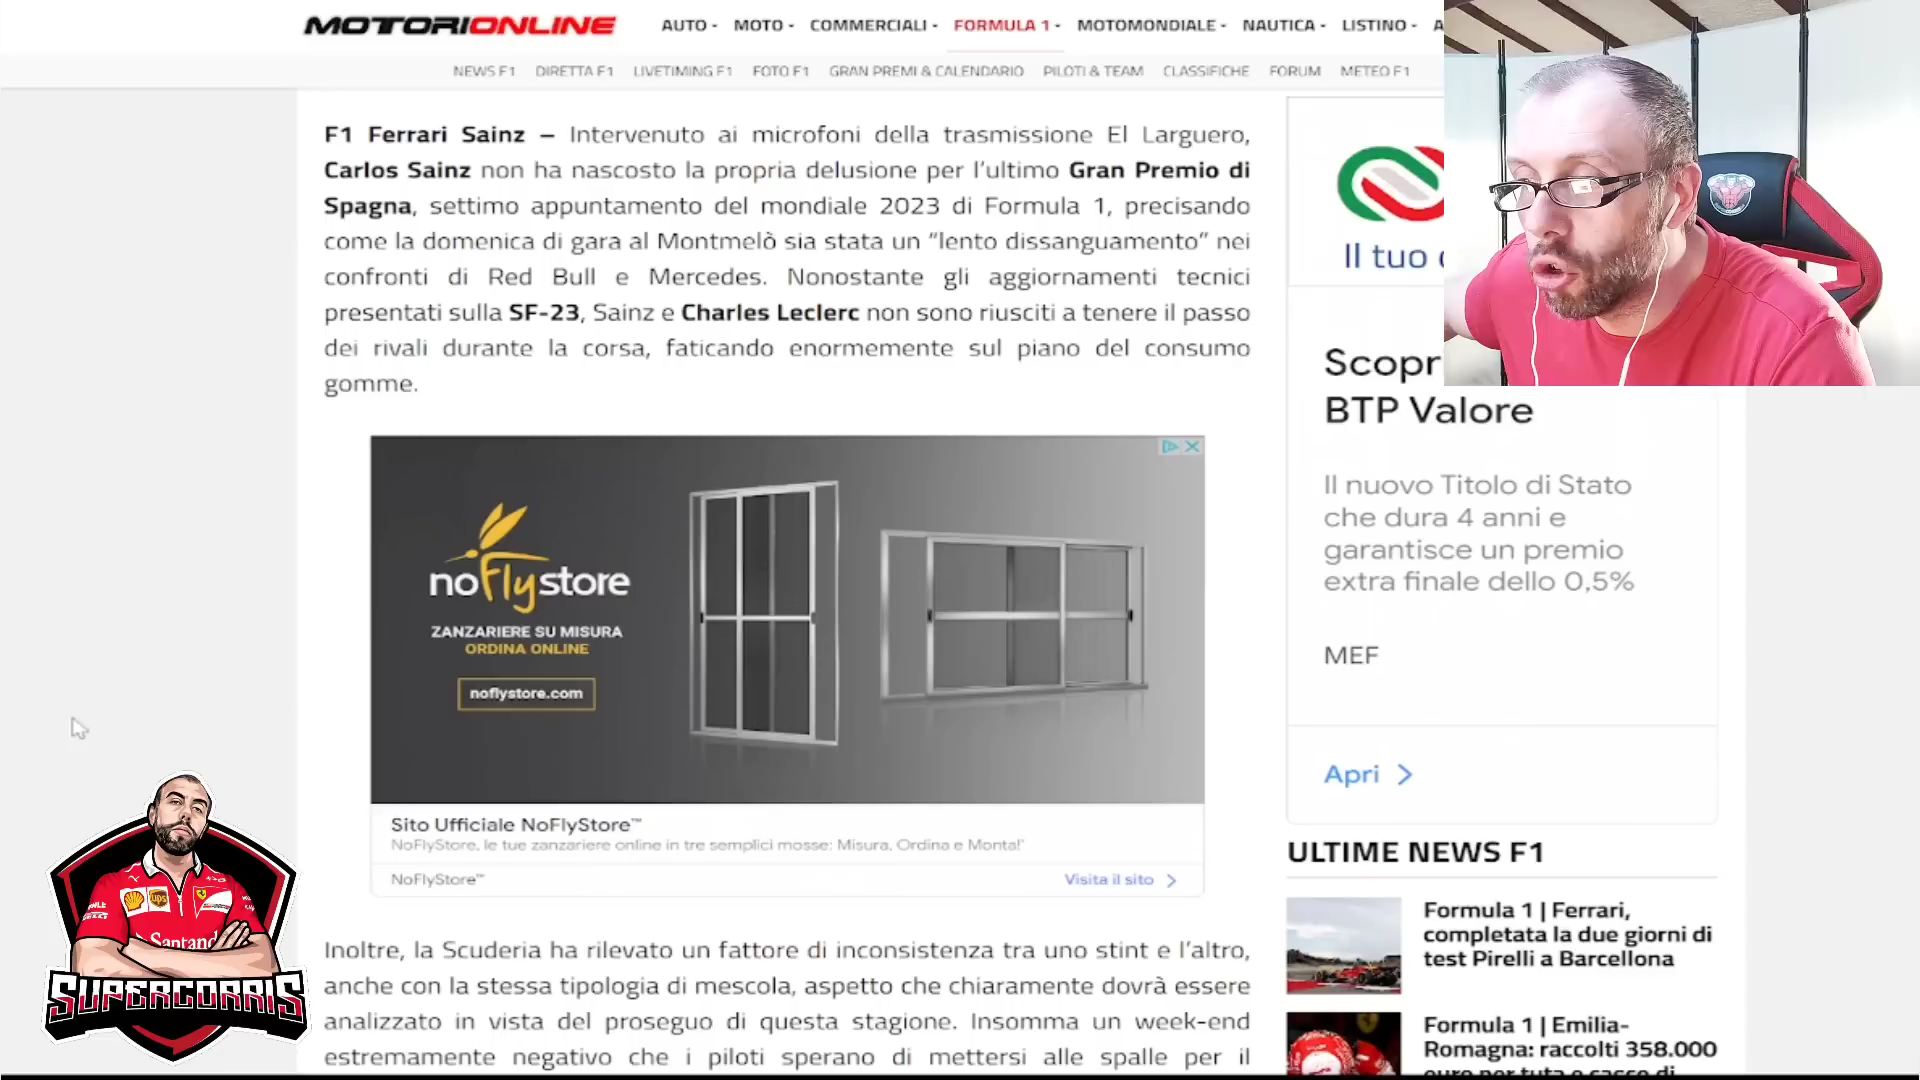 MOTORIONLINE
AUTO
MOTO
COMMERCIALI
FORMULA 1
MOTOMONDIALE
NAUTICA
LISTINO
NEWS F1
DIRETTA F1
LIVETIMING F1
FOTO F1
GRAN PREMI & CALENDARIO
PILOTI & TEAM
CLASSIFICHE
FORUM
METEO F1
F1 Ferrari Sainz – Intervenuto ai microfoni della trasmissione El Larguero,
Carlos Sainz non ha nascosto la propria delusione per l'ultimo Gran Premio di
Spagna, settimo appuntamento del mondiale 2023 di Formula 1, precisando
come la domenica di gara al Montmelò sia stata un “lento dissanguamento” nei
confronti di Red Bull e Mercedes. Nonostante gli aggiornamenti tecnici
presentati sulla SF-23, Sainz e Charles Leclerc non sono riusciti a tenere il passo
dei rivali durante la corsa, faticando enormemente sul piano del consumo
gomme.
noflystore
ZANZARIERE SU MISURA
ORDINA ONLINE
noflystore.com
Sito Ufficiale NoFlyStore™
NoFlyStore, le tue zanzariere online in tre semplici mosse: Misura, Ordina e Monta!"
NoFlyStore™
Visita il sito
Inoltre, la Scuderia ha rilevato un fattore di inconsistenza tra uno stint e l'altro,
anche con la stessa tipologia di mescola, aspetto che chiaramente dovrà essere
analizzato in vista del proseguo di questa stagione. Insomma un week-end
estremamente negativo che i piloti sperano di mettersi alle spalle per il
Il tuo
Scopr
BTP Valore
Il nuovo Titolo di Stato
che dura 4 anni e
garantisce un premio
extra finale dello 0,5%
MEF
Apri
ULTIME NEWS F1
Formula 1 | Ferrari,
completata la due giorni di
test Pirelli a Barcellona
Formula 1 | Emilia-
Romagna: raccolti 358.000
euro per tuta e casco di
ups
Santand
SUPERCORRIS